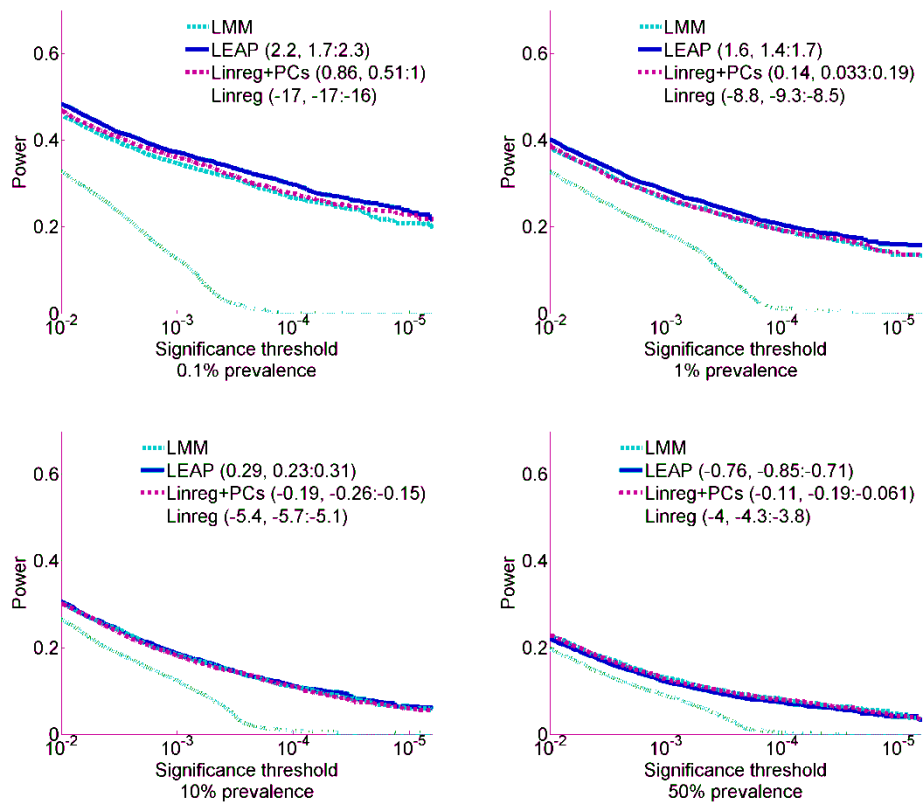 0.6
0.4
0.2
0
Power
LMM
LEAP (2.2, 1.7:2.3)
Linreg+PCs (0.86, 0.51:1)
Linreg (-17, -17:-16)
10-2
10-3
10-4
10-5
Significance threshold
0.1% prevalence
0.6
0.4
0.2
0
Power
LMM
LEAP (1.6, 1.4:1.7)
Linreg+PCs (0.14, 0.033:0.19)
Linreg (-8.8, -9.3:-8.5)
10-2
10-3
10-4
10-5
Significance threshold
1% prevalence
0.6
0.4
0.2
0
Power
LMM
LEAP (0.29, 0.23:0.31)
Linreg+PCs (-0.19, -0.26:-0.15)
Linreg (-5.4, -5.7:-5.1)
10-2
10-3
10-4
10-5
Significance threshold
10% prevalence
0.6
0.4
0.2
0
Power
LMM
LEAP (-0.76, -0.85:-0.71)
Linreg+PCs (-0.11, -0.19:-0.061)
Linreg (-4, -4.3:-3.8)
10-2
10-3
10-4
10-5
Significance threshold
50% prevalence